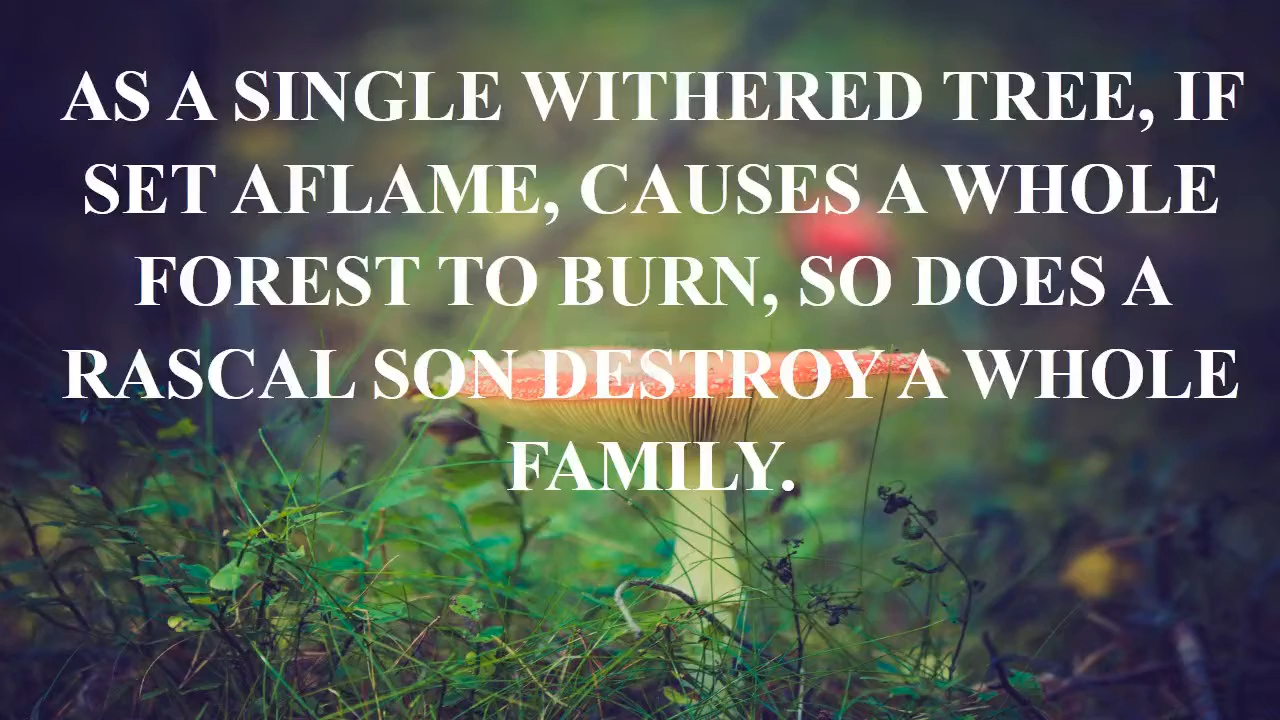 AS A SINGLE WITHERED TREE, IF
SET AFLAME, CAUSES A WHOLE
FOREST TO BURN, SO DOES A
RASCAL SON DESTROY A WHOLE
FAMILY.